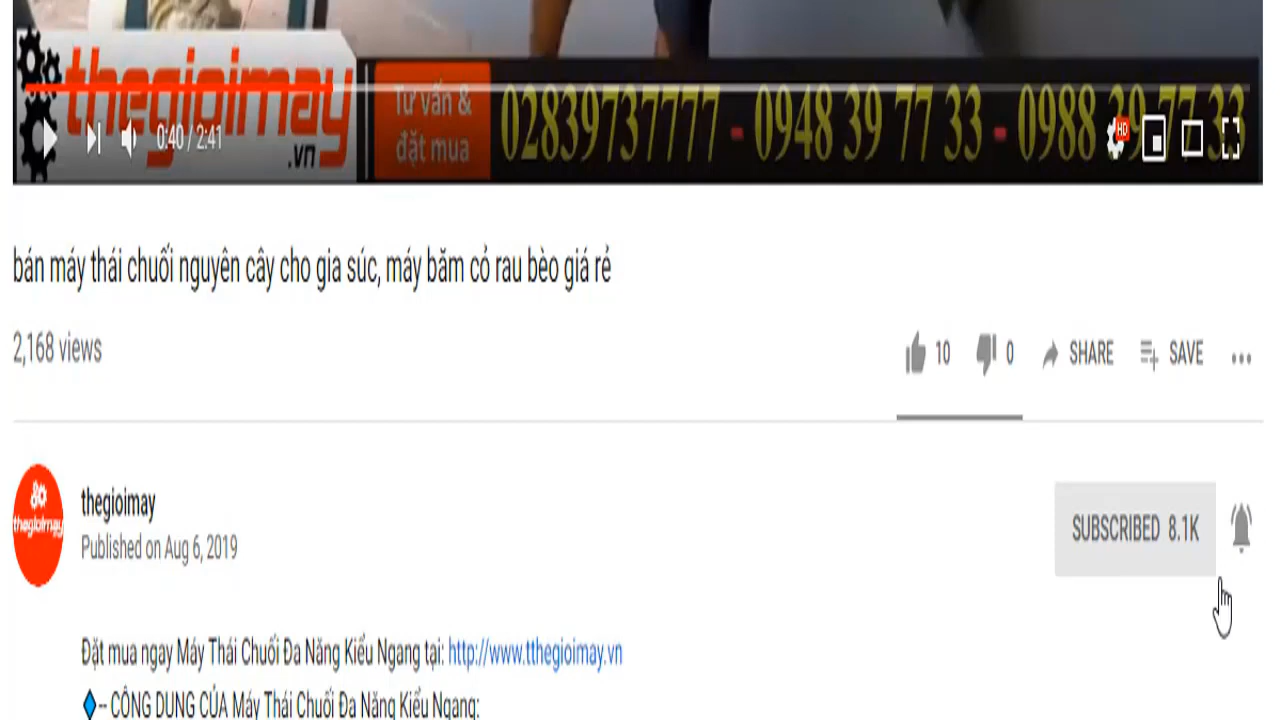 thegioimay
.vn
Tư vấn &
đặt mua
02839737777 - 0948 39 77 33 - 0988 39 77 33
HD
0:40 / 2:41
bán máy thái chuối nguyên cây cho gia súc, máy băm cỏ rau bèo giá rẻ
2,168 views
10 0 SHARE SAVE
thegioimay
thegioimay
Published on Aug 6, 2019
SUBSCRIBED 8.1K
Đặt mua ngay Máy Thái Chuối Đa Năng Kiểu Ngang tại: http://www.tthegioimay.vn
-- CÔNG DỤNG CỦA Máy Thái Chuối Đa Năng Kiểu Ngang: